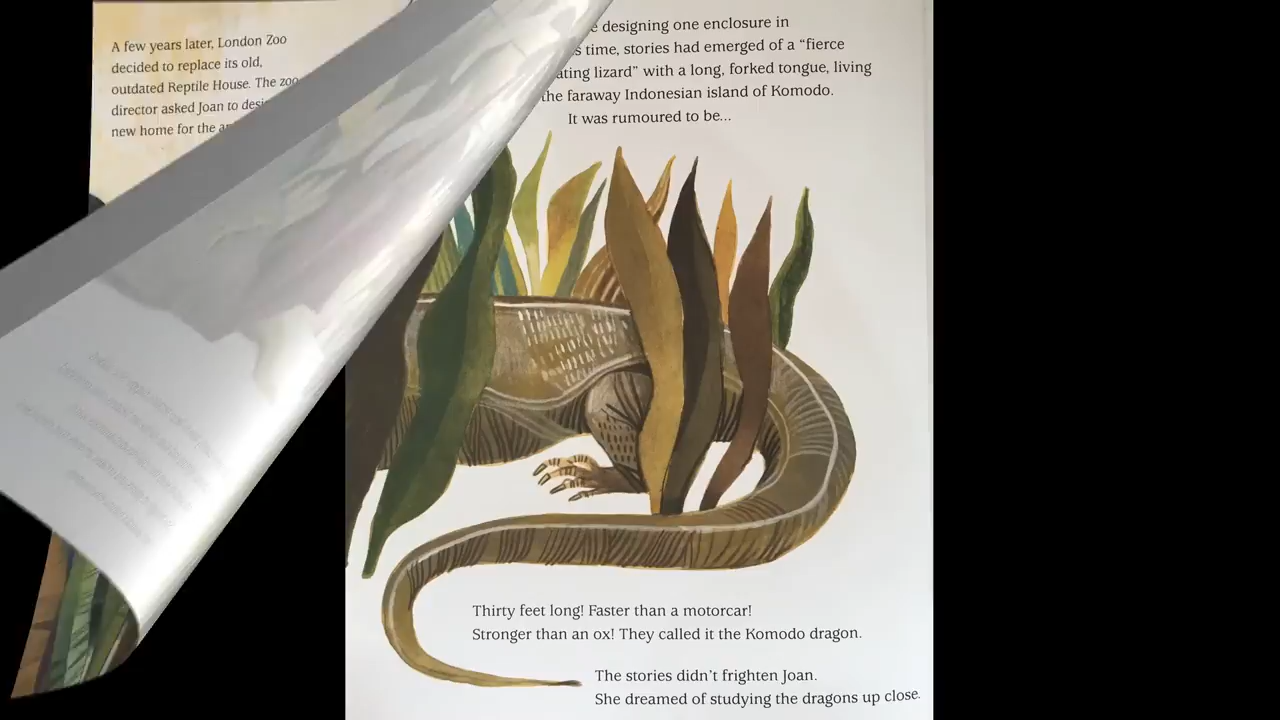 A few years later, London Zoo
decided to replace its old,
outdated Reptile House. The zoo
director asked Joan to
new home for the
designing one enclosure in
time, stories had emerged of a “fierce
lizard” with a long, forked tongue, living
the faraway Indonesian island of Komodo.
It was rumoured to be...
Thirty feet long! Faster than a motorcar!
Stronger than an ox! They called it the Komodo dragon.
The stories didn’t frighten Joan.
She dreamed of studying the dragons up close.